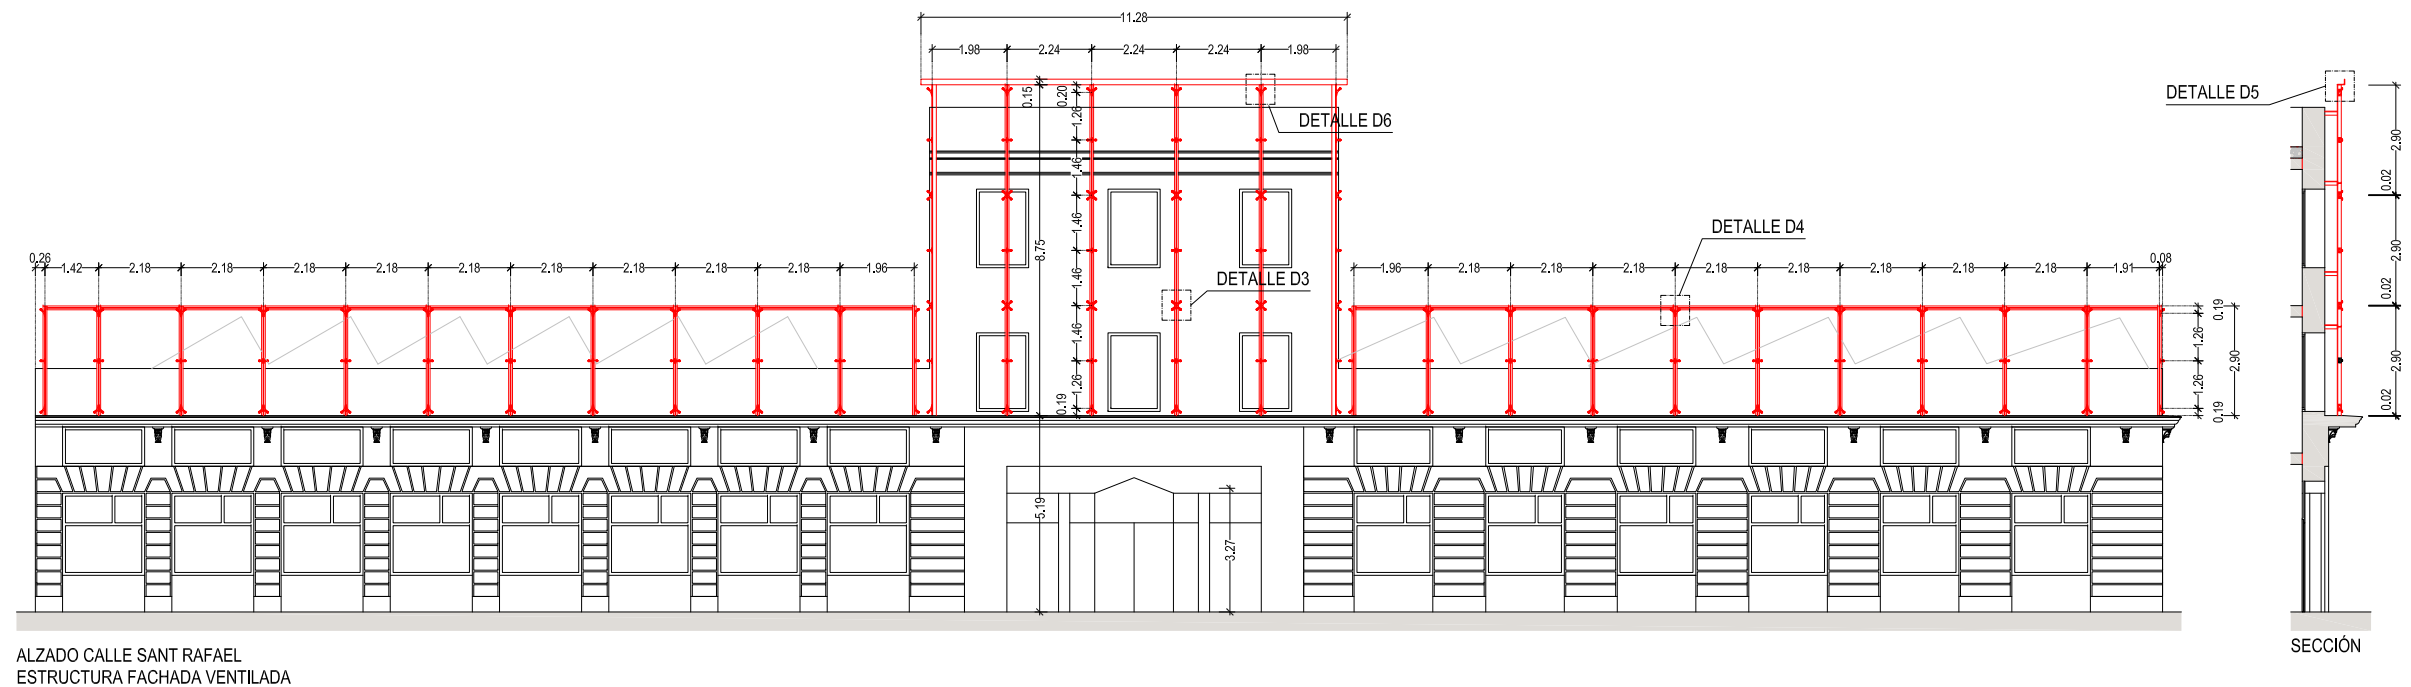 11.28
1.98 2.24 2.24 2.24 1.98
DETALLE D5
DETALLE D6
0.15 0.20 1.26 1.46 1.46 1.46 1.46 1.26 0.19
8.75
DETALLE D4
DETALLE D3
0.26 1.42 2.18 2.18 2.18 2.18 2.18 2.18 2.18 2.18 2.18 1.96
1.96 2.18 2.18 2.18 2.18 2.18 2.18 2.18 2.18 1.91 0.08
0.19 1.26 1.26 0.19
2.90
2.90 0.02 2.90 0.02 2.90 0.02
5.19
3.27
ALZADO CALLE SANT RAFAEL
ESTRUCTURA FACHADA VENTILADA
SECCIÓN